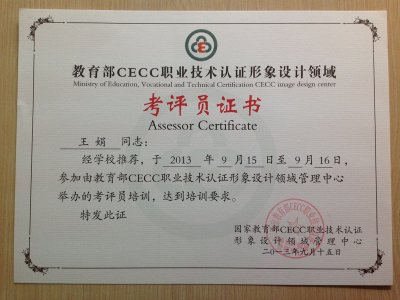 教育部CECC职业技术认证形象设计领域
Ministry of Education, Vocational and Technical Certification CECC image design center
考评员证书
Assessor Certificate
王娟 同志:
经学校推荐，于 2013 年 9 月 15 日至 9 月 16 日，
参加由教育部CECC职业技术认证形象设计领域管理中心
举办的考评员培训，达到培训要求。
特发此证
国家教育部CECC职业技术认证
形象设计领域管理中心
二〇一三年九月十五日